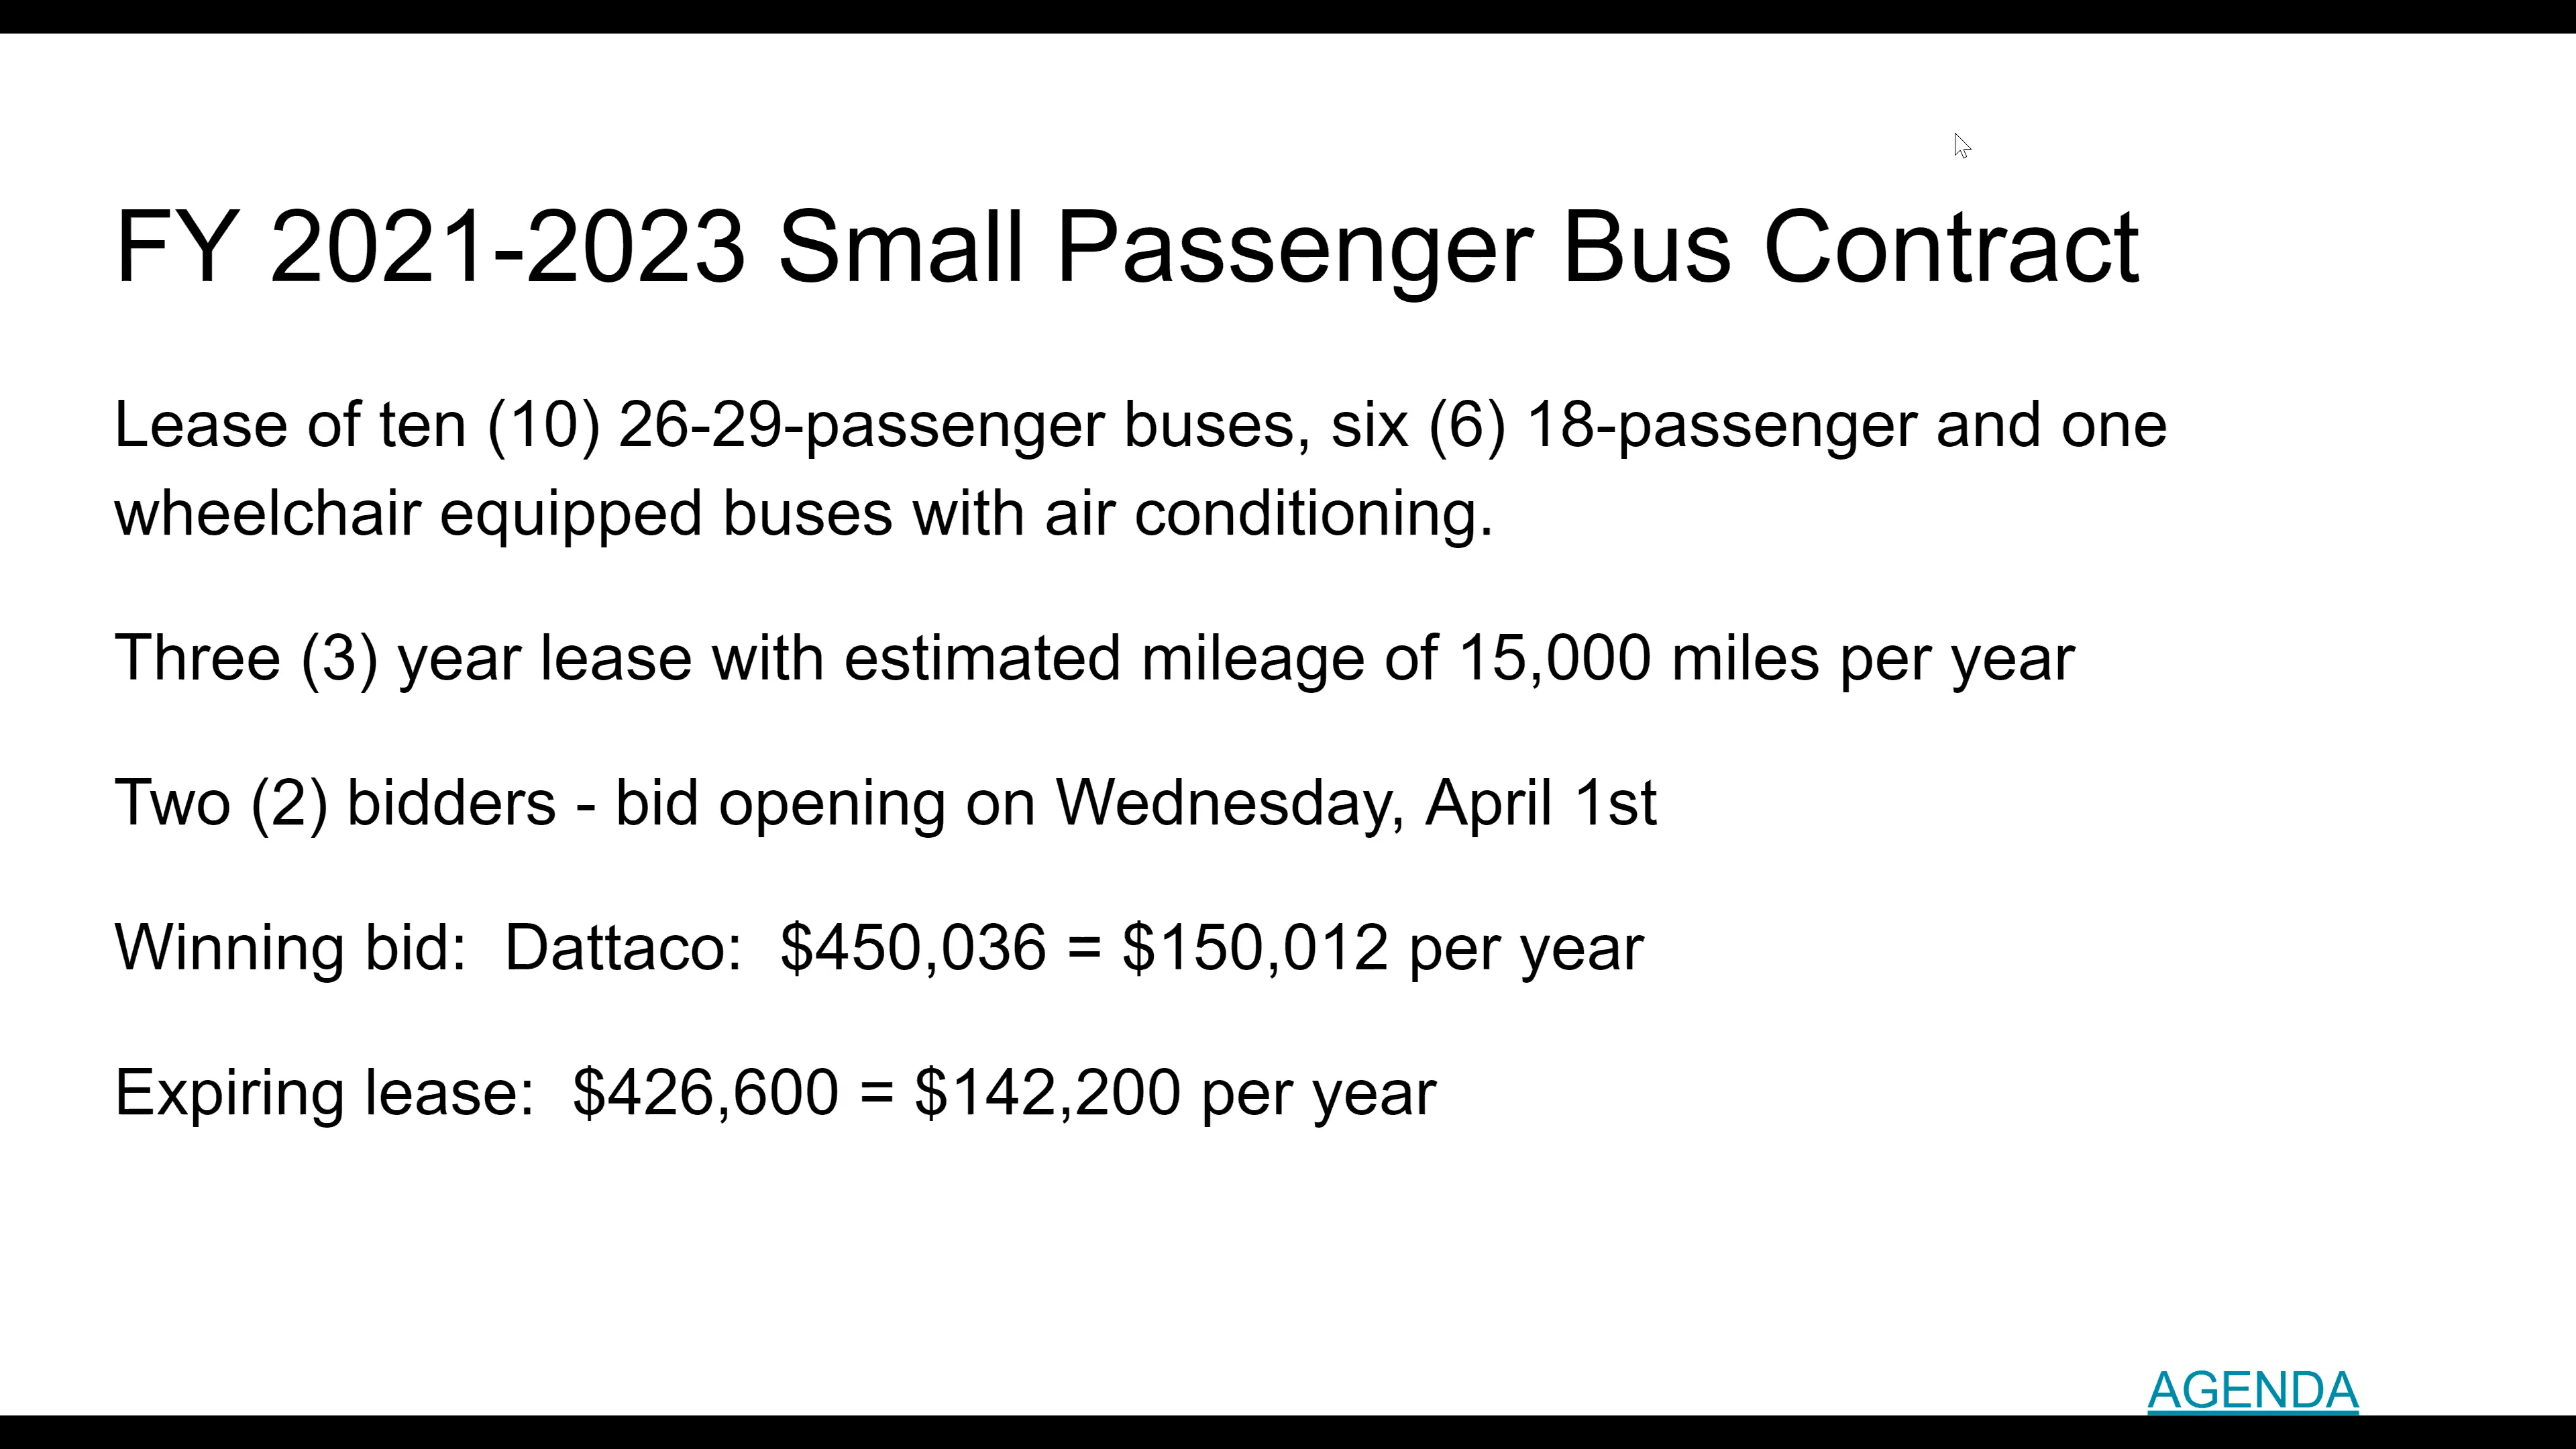 FY 2021-2023 Small Passenger Bus Contract
Lease of ten (10) 26-29-passenger buses, six (6) 18-passenger and one
wheelchair equipped buses with air conditioning.
Three (3) year lease with estimated mileage of 15,000 miles per year
Two (2) bidders - bid opening on Wednesday, April 1st
Winning bid:  Dattaco:  $450,036 = $150,012 per year
Expiring lease:  $426,600 = $142,200 per year
AGENDA